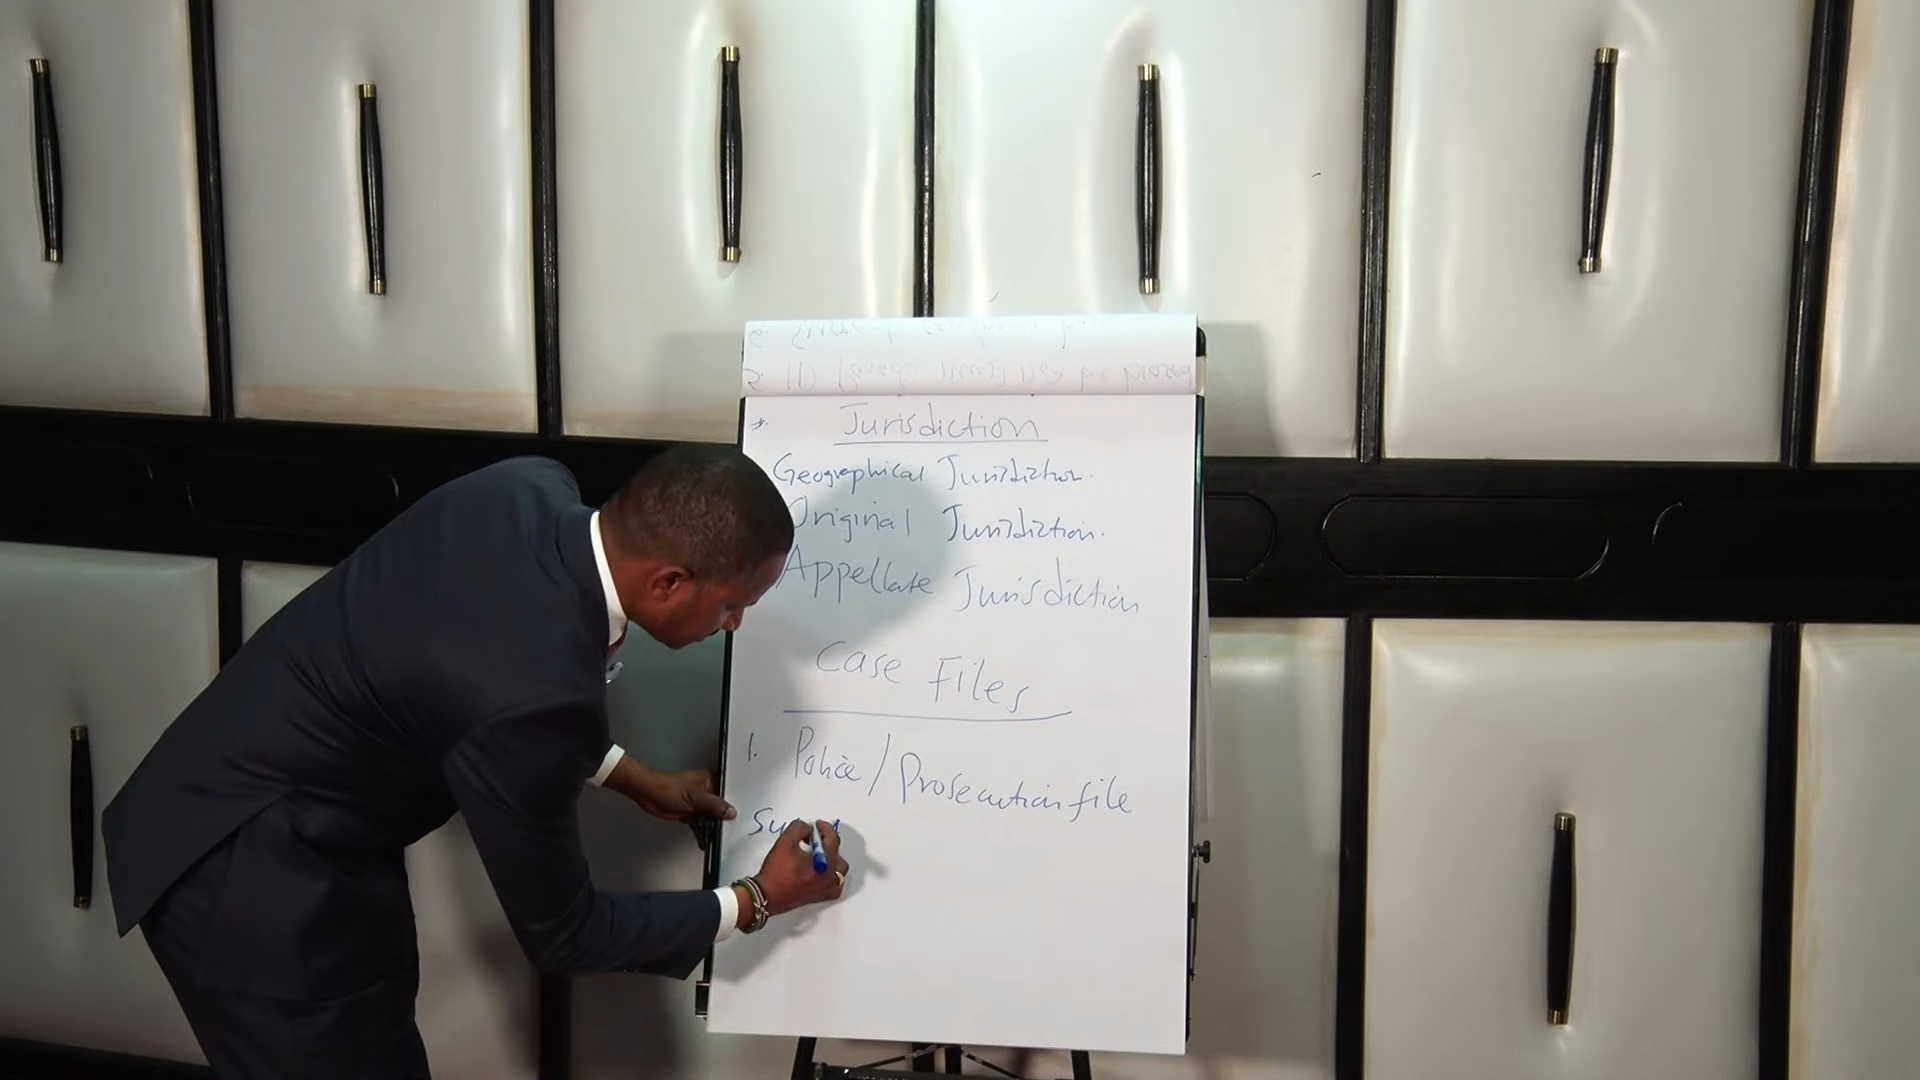 Jurisdiction
Geographical Jurisdiction.
Original Jurisdiction.
Appellate Jurisdiction
Case Files
1. Police/Prosecution file